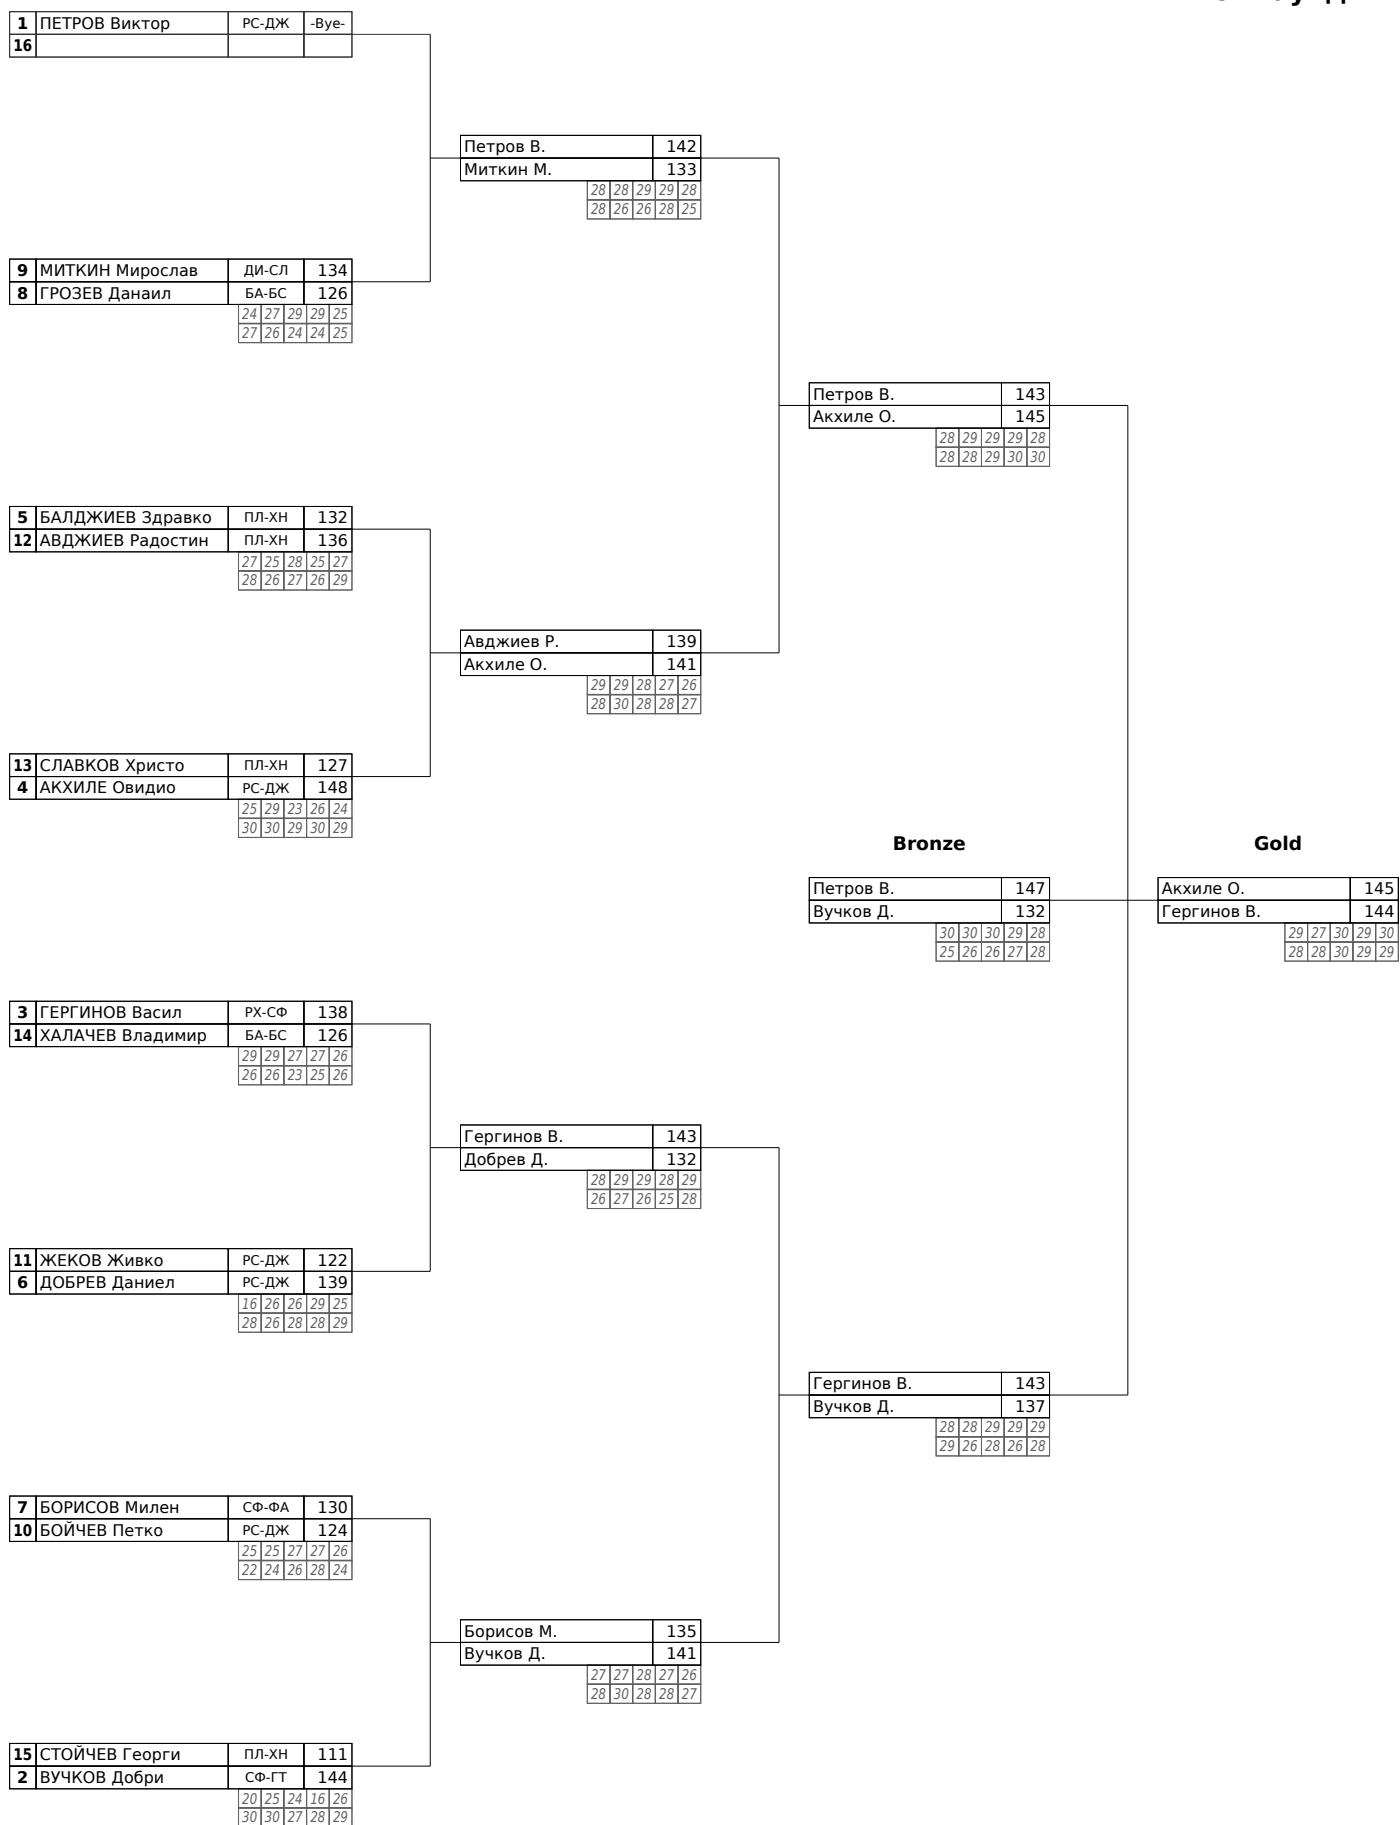 1 ПЕТРОВ Виктор РС-ДЖ -Bye-
16
Петров В. 142
Миткин М. 133
28 28 29 29 28
28 26 26 28 25
9 МИТКИН Мирослав ДИ-СЛ 134
8 ГРОЗЕВ Данаил БА-БС 126
24 27 29 29 25
27 26 24 24 25
Петров В. 143
Акхиле О. 145
28 29 29 29 28
28 28 29 30 30
5 БАЛДЖИЕВ Здравко ПЛ-ХН 132
12 АВДЖИЕВ Радостин ПЛ-ХН 136
27 25 28 25 27
28 26 27 26 29
Авджиев Р. 139
Акхиле О. 141
29 29 28 27 26
28 30 28 28 27
13 СЛАВКОВ Христо ПЛ-ХН 127
4 АКХИЛЕ Овидио РС-ДЖ 148
25 29 23 26 24
30 30 29 30 29
Bronze Gold
Петров В. 147 Акхиле О. 145
Вучков Д. 132 Гергинов В. 144
30 30 30 29 28 29 27 30 29 30
25 26 26 27 28 28 28 30 29 29
3 ГЕРГИНОВ Васил РХ-СФ 138
14 ХАЛАЧЕВ Владимир БА-БС 126
29 29 27 27 26
26 26 23 25 26
Гергинов В. 143
Добрев Д. 132
28 29 29 28 29
26 27 26 25 28
11 ЖЕКОВ Живко РС-ДЖ 122
6 ДОБРЕВ Даниел РС-ДЖ 139
16 26 26 29 25
28 26 28 28 29
Гергинов В. 143
Вучков Д. 137
28 28 29 29 29
29 26 28 26 28
7 БОРИСОВ Милен СФ-ФА 130
10 БОЙЧЕВ Петко РС-ДЖ 124
25 25 27 27 26
22 24 26 28 24
Борисов М. 135
Вучков Д. 141
27 27 28 27 26
28 30 28 28 27
15 СТОЙЧЕВ Георги ПЛ-ХН 111
2 ВУЧКОВ Добри СФ-ГТ 144
20 25 24 16 26
30 30 27 28 29